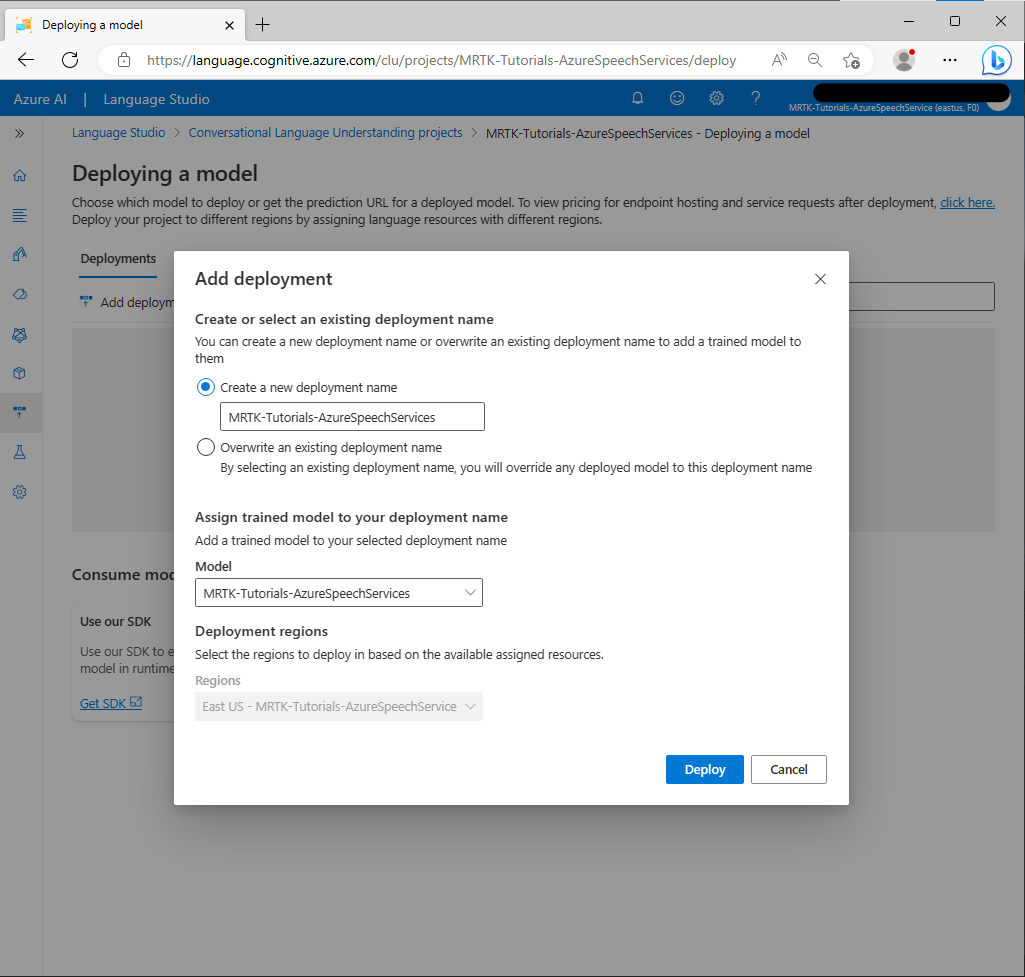 Deploying a model
https://language.cognitive.azure.com/clu/projects/MRTK-Tutorials-AzureSpeechServices/deploy
Azure AI | Language Studio
MRTK-Tutorials-AzureSpeechService (eastus, F0)
Language Studio > Conversational Language Understanding projects > MRTK-Tutorials-AzureSpeechServices - Deploying a model
Deploying a model
Choose which model to deploy or get the prediction URL for a deployed model. To view pricing for endpoint hosting and service requests after deployment, click here.
Deploy your project to different regions by assigning language resources with different regions.
Deployments
Add deploym
Add deployment
Create or select an existing deployment name
You can create a new deployment name or overwrite an existing deployment name to add a trained model to
them
Create a new deployment name
MRTK-Tutorials-AzureSpeechServices
Overwrite an existing deployment name
By selecting an existing deployment name, you will override any deployed model to this deployment name
Assign trained model to your deployment name
Add a trained model to your selected deployment name
Model
MRTK-Tutorials-AzureSpeechServices
Deployment regions
Select the regions to deploy in based on the available assigned resources.
Regions
East US - MRTK-Tutorials-AzureSpeechService
Deploy
Cancel
Consume mod
Use our SDK
Use our SDK to e
model in runtime
Get SDK